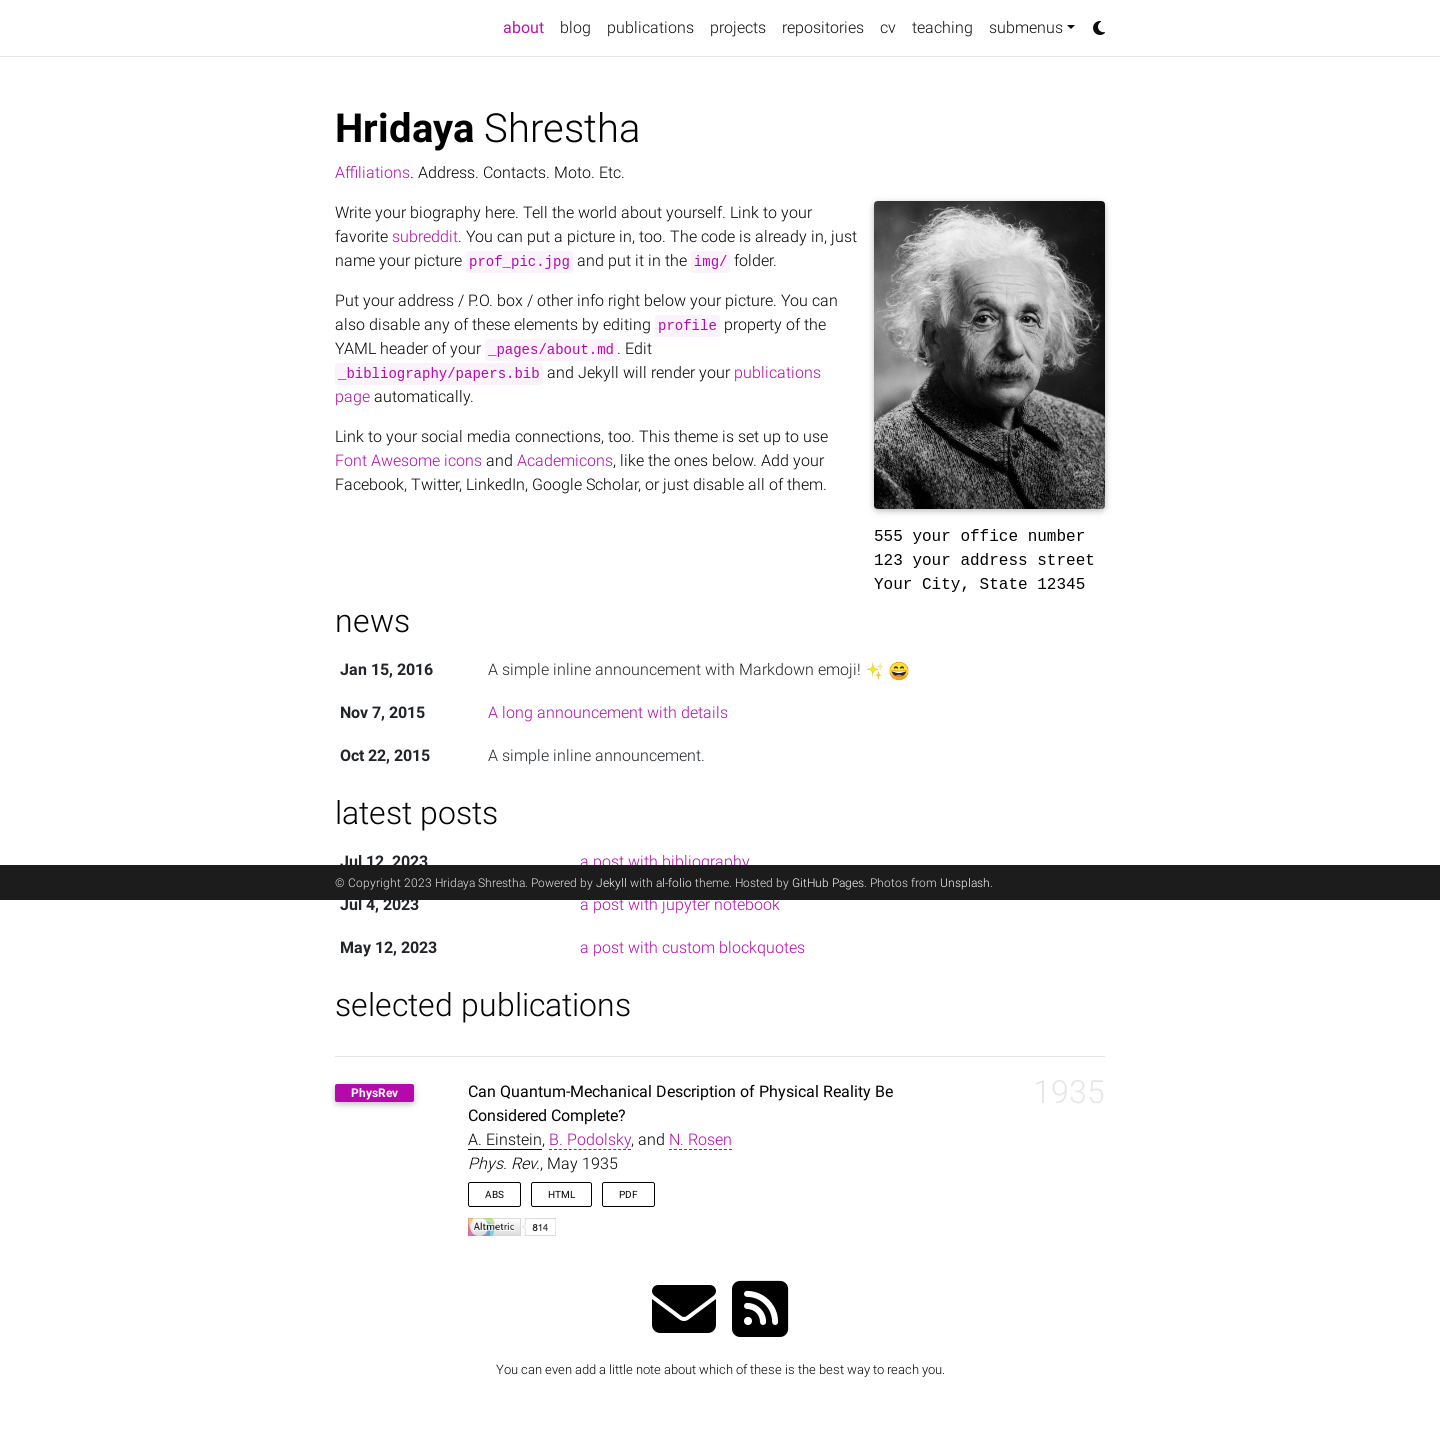 about blog publications projects repositories cv teaching submenus
Hridaya Shrestha
Affiliations. Address. Contacts. Moto. Etc.
Write your biography here. Tell the world about yourself. Link to your
favorite subreddit. You can put a picture in, too. The code is already in, just
name your picture prof_pic.jpg and put it in the img/ folder.
Put your address / P.O. box / other info right below your picture. You can
also disable any of these elements by editing profile property of the
YAML header of your _pages/about.md. Edit
_bibliography/papers.bib and Jekyll will render your publications
page automatically.
Link to your social media connections, too. This theme is set up to use
Font Awesome icons and Academicons, like the ones below. Add your
Facebook, Twitter, LinkedIn, Google Scholar, or just disable all of them.
555 your office number
123 your address street
Your City, State 12345
news
Jan 15, 2016 A simple inline announcement with Markdown emoji! ✨ 😄
Nov 7, 2015 A long announcement with details
Oct 22, 2015 A simple inline announcement.
latest posts
Jul 12, 2023 a post with bibliography
© Copyright 2023 Hridaya Shrestha. Powered by Jekyll with al-folio theme. Hosted by GitHub Pages. Photos from Unsplash.
Jul 4, 2023 a post with jupyter notebook
May 12, 2023 a post with custom blockquotes
selected publications
PhysRev
Can Quantum-Mechanical Description of Physical Reality Be
Considered Complete?
A. Einstein, B. Podolsky, and N. Rosen
Phys. Rev., May 1935
ABS HTML PDF
Altmetric 814
1935
You can even add a little note about which of these is the best way to reach you.